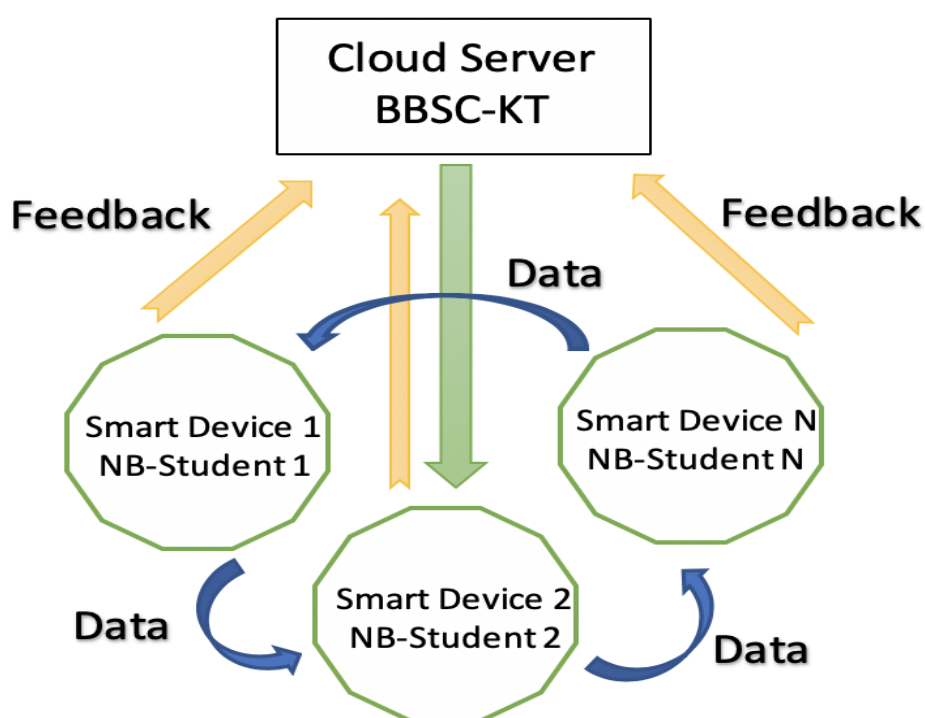 Cloud Server
BBSC-KT
Feedback
Feedback
Data
Smart Device 1
NB-Student 1
Smart Device N
NB-Student N
Smart Device 2
NB-Student 2
Data
Data